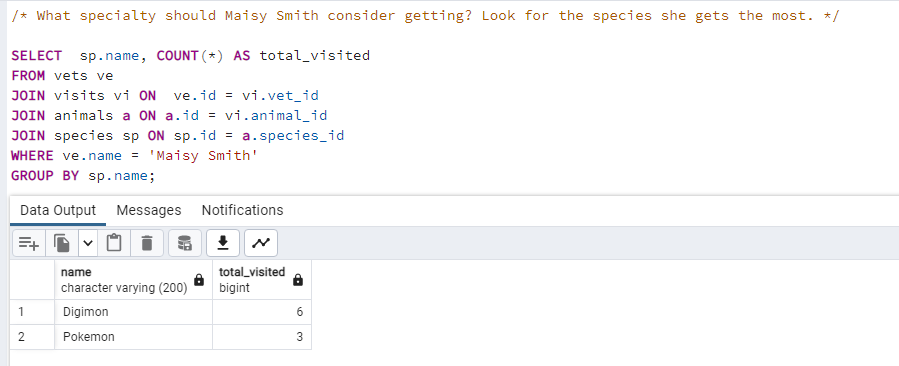 /* What specialty should Maisy Smith consider getting? Look for the species she gets the most. */
SELECT  sp.name, COUNT(*) AS total_visited
FROM vets ve
JOIN visits vi ON  ve.id = vi.vet_id
JOIN animals a ON a.id = vi.animal_id
JOIN species sp ON sp.id = a.species_id
WHERE ve.name = 'Maisy Smith'
GROUP BY sp.name;
Data Output Messages Notifications
name total_visited
character varying (200) bigint
1 Digimon 6
2 Pokemon 3